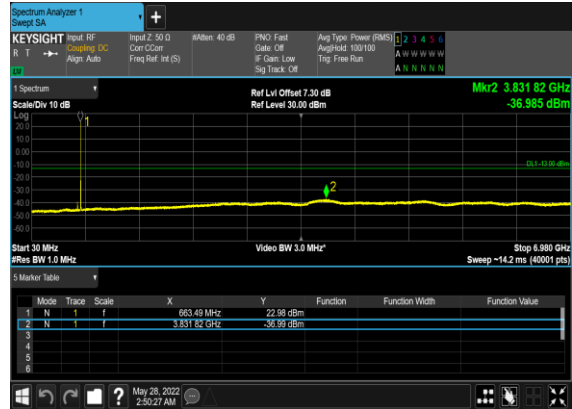 Spectrum Analyzer 1
Swept SA
+
KEYSIGHT Input: RF Input Z: 50 Ω #Atten: 40 dB PNO: Fast Avg Type: Power (RMS) 1 2 3 4 5 6
R T Coupling: DC Corr CCorr Gate: Off Avg|Hold: 100/100 A W W W W W
Align: Auto Freq Ref: Int (S) IF Gain: Low Trig: Free Run
Sig Track: Off A N N N N N
1 Spectrum Ref Lvl Offset 7.30 dB Mkr2 3.831 82 GHz
Scale/Div 10 dB Ref Level 30.00 dBm -36.985 dBm
Log
1
20.0
10.0
0.00
-10.0 DL1 -13.00 dBm
-20.0
-30.0 2
-40.0
-50.0
-60.0
Start 30 MHz Video BW 3.0 MHz* Stop 6.980 GHz
#Res BW 1.0 MHz Sweep ~14.2 ms (40001 pts)
5 Marker Table
Mode Trace Scale X Y Function Function Width Function Value
1 N 1 f 663.49 MHz 22.98 dBm
2 N 1 f 3.831 82 GHz -36.99 dBm
3
4
5
6
? May 28, 2022
2:50:27 AM